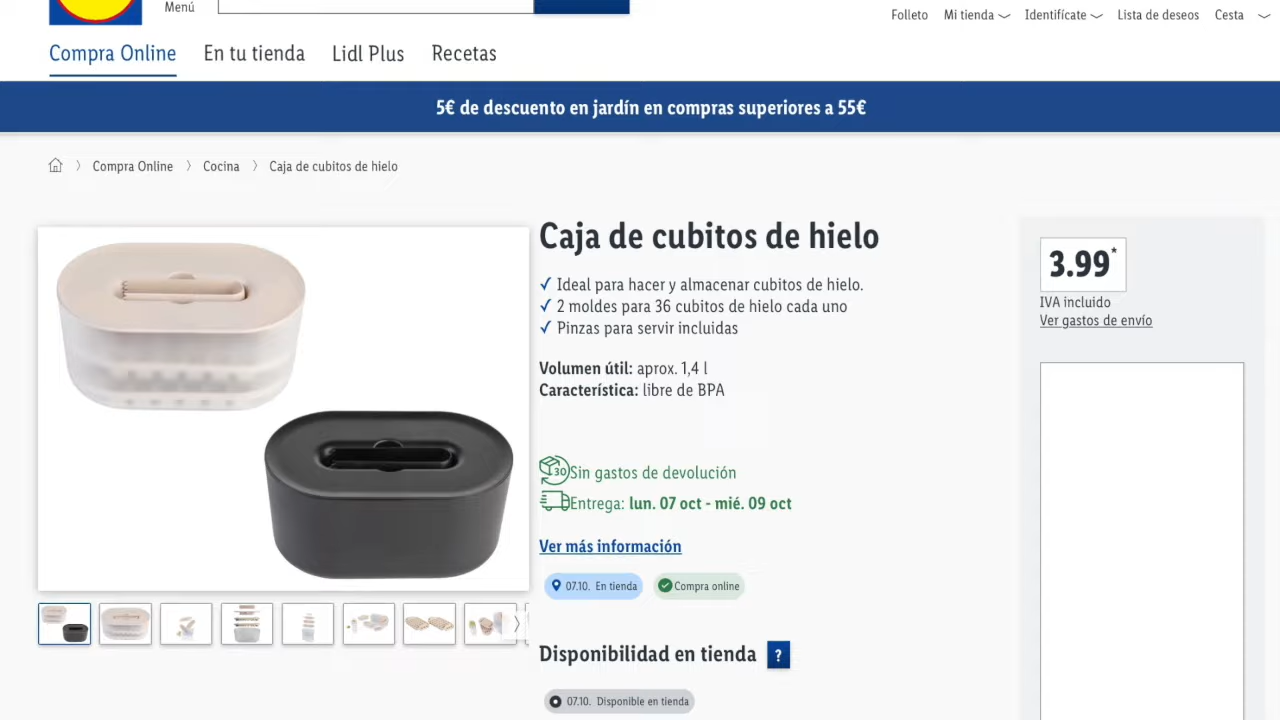 Menú
Folleto
Mi tienda
Identifícate
Lista de deseos
Cesta
Compra Online
En tu tienda
Lidl Plus
Recetas
5€ de descuento en jardín en compras superiores a 55€
Compra Online
Cocina
Caja de cubitos de hielo
Caja de cubitos de hielo
Ideal para hacer y almacenar cubitos de hielo.
2 moldes para 36 cubitos de hielo cada uno
Pinzas para servir incluidas
Volumen útil: aprox. 1,4 l
Característica: libre de BPA
30 Sin gastos de devolución
Entrega: lun. 07 oct - mié. 09 oct
Ver más información
07.10. En tienda
Compra online
Disponibilidad en tienda ?
07.10. Disponible en tienda
3.99*
IVA incluido
Ver gastos de envío